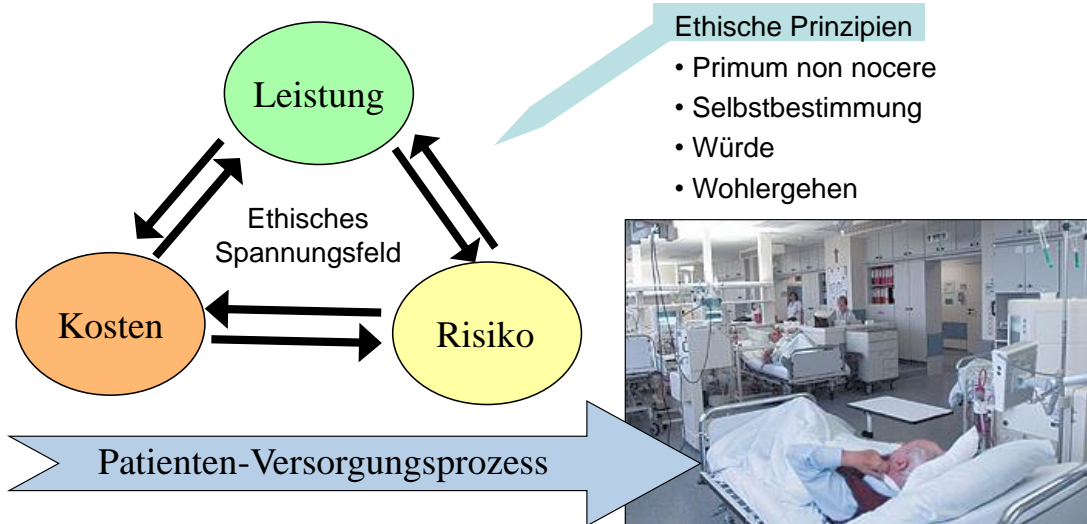 Ethische Prinzipien
• Primum non nocere
• Selbstbestimmung
• Würde
• Wohlergehen
Leistung
Ethisches
Spannungsfeld
Kosten
Risiko
Patienten-Versorgungsprozess